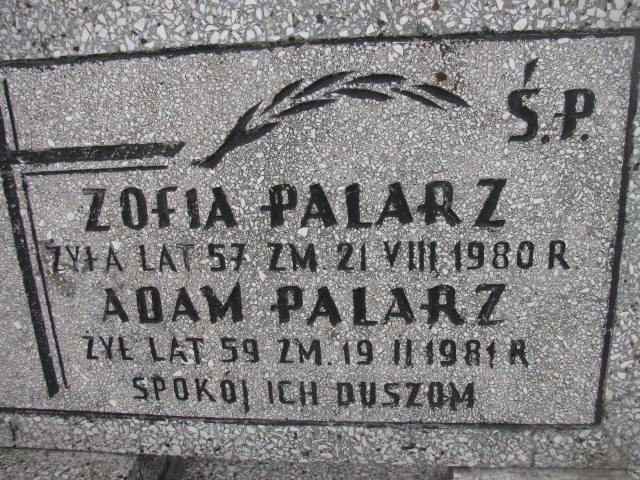 Ś.P.
ZOFIA PALARZ
ŻYŁA LAT 57 ZM. 21 VIII 1980 R.
ADAM PALARZ
ŻYŁ LAT 59 ZM. 19 II 1981 R
SPOKÓJ ICH DUSZOM